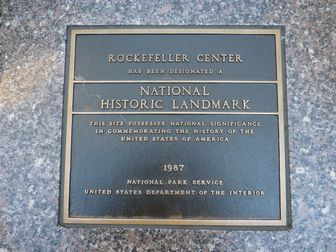 ROCKEFELLER CENTER
HAS BEEN DESIGNATED A
NATIONAL
HISTORIC LANDMARK
THIS SITE POSSESSES NATIONAL SIGNIFICANCE
IN COMMEMORATING THE HISTORY OF THE
UNITED STATES OF AMERICA
1987
NATIONAL PARK SERVICE
UNITED STATES DEPARTMENT OF THE INTERIOR